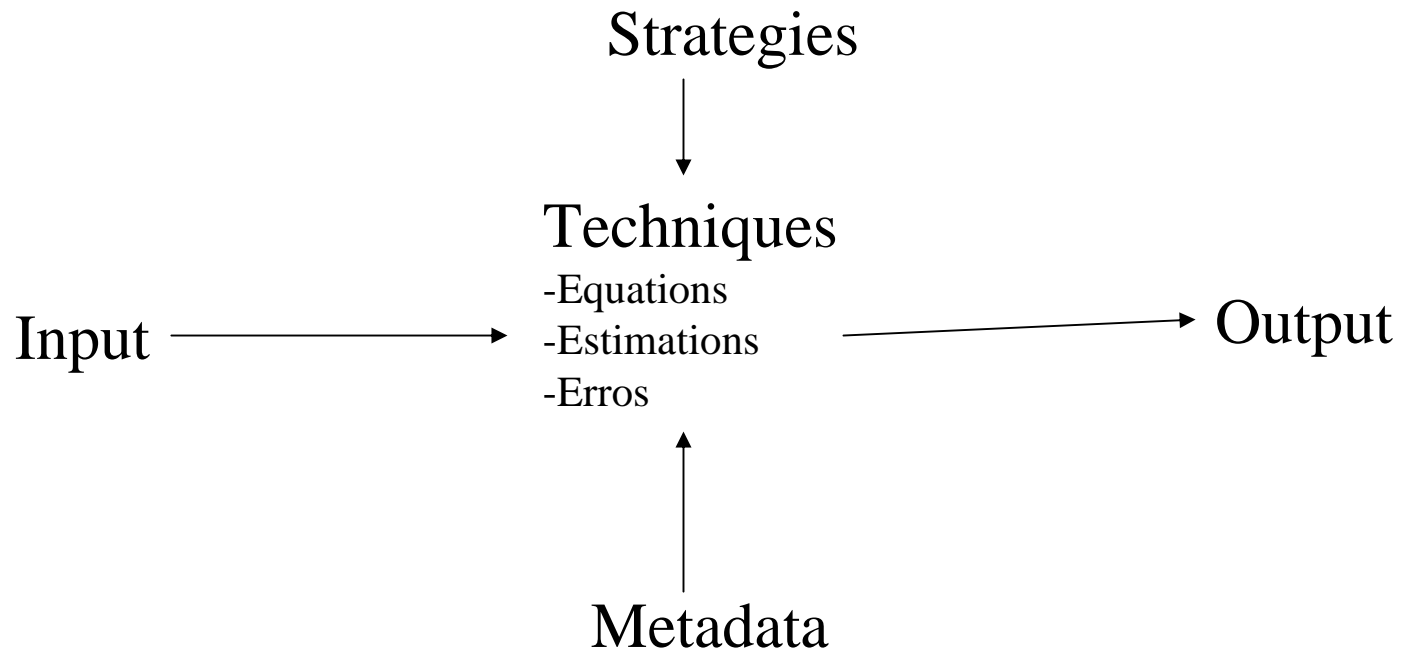 Strategies
Techniques
-Equations
-Estimations
-Erros
Input
Output
Metadata